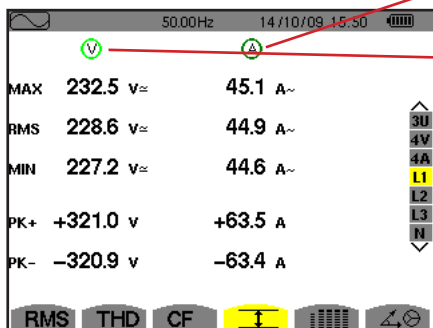 50.00Hz 14/10/09 15:50
V A
MAX 232.5 V≃ 45.1 A~
RMS 228.6 V≃ 44.9 A~
MIN 227.2 V≃ 44.6 A~
PK+ +321.0 V +63.5 A
PK- -320.9 V -63.4 A
3U
4V
4A
L1
L2
L3
N
RMS THD CF